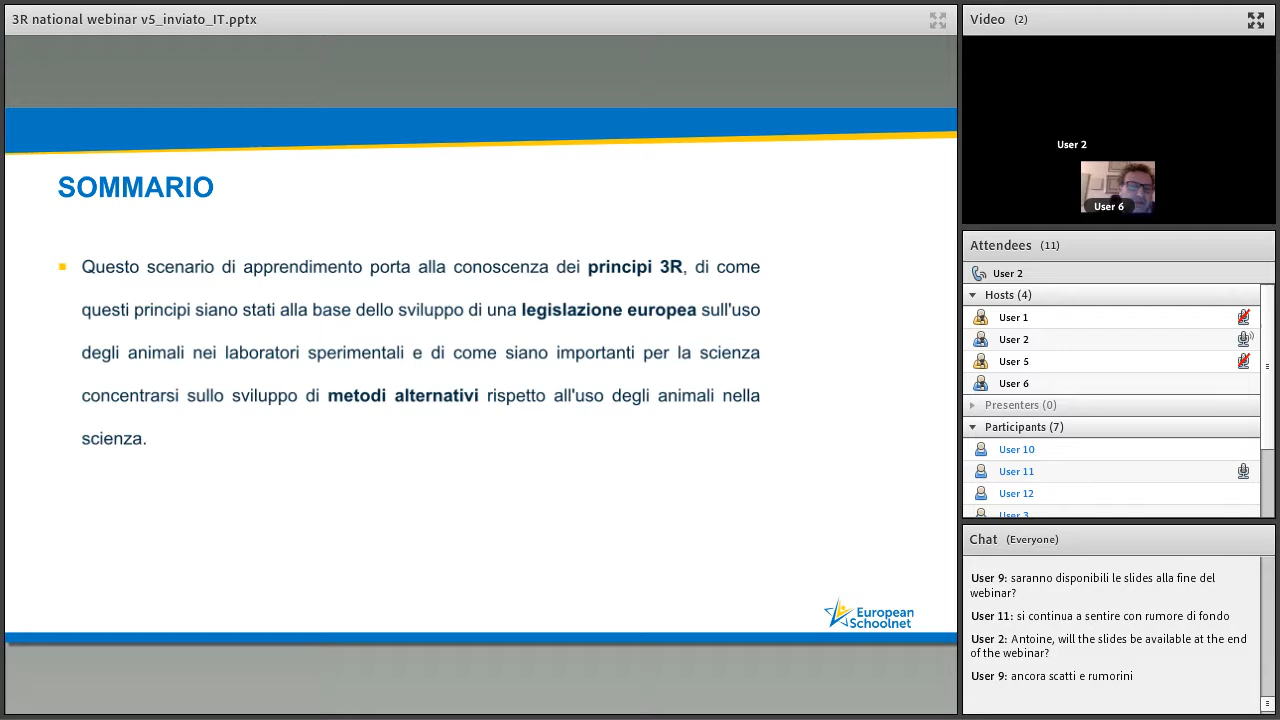 3R national webinar v5_inviato_IT.pptx
SOMMARIO
Questo scenario di apprendimento porta alla conoscenza dei principi 3R, di come
questi principi siano stati alla base dello sviluppo di una legislazione europea sull'uso
degli animali nei laboratori sperimentali e di come siano importanti per la scienza
concentrarsi sullo sviluppo di metodi alternativi rispetto all'uso degli animali nella
scienza.
European
Schoolnet
Video (2)
User 2
User 6
Attendees (11)
User 2
Hosts (4)
User 1
User 2
User 5
User 6
Presenters (0)
Participants (7)
User 10
User 11
User 12
User 3
Chat (Everyone)
User 9: saranno disponibili le slides alla fine del
webinar?
User 11: si continua a sentire con rumore di fondo
User 2: Antoine, will the slides be available at the end
of the webinar?
User 9: ancora scatti e rumorini